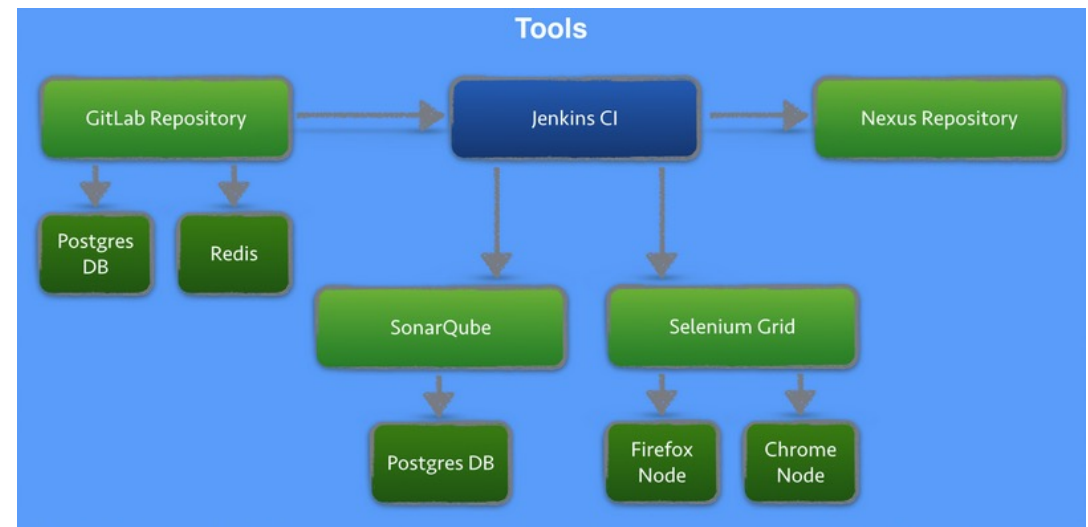 Tools
GitLab Repository
Jenkins CI
Nexus Repository
Postgres
DB
Redis
SonarQube
Selenium Grid
Postgres DB
Firefox
Node
Chrome
Node